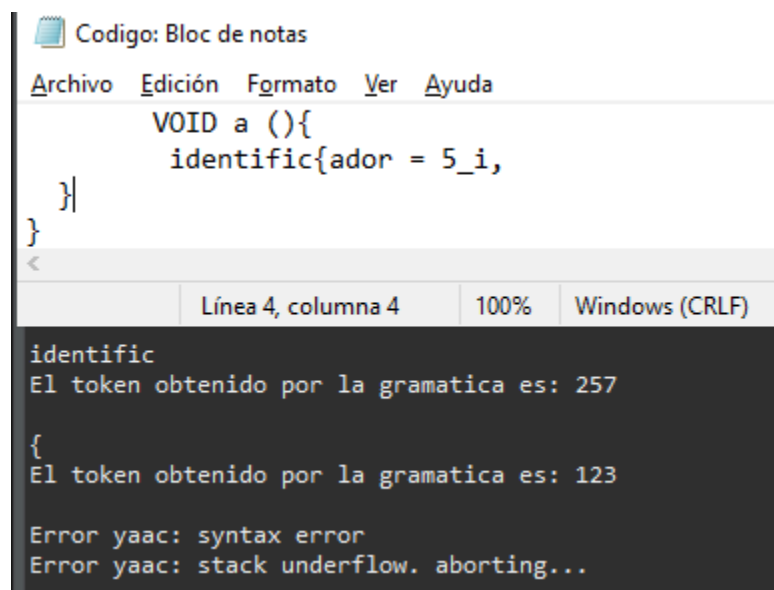 Codigo: Bloc de notas
Archivo Edición Formato Ver Ayuda
VOID a (){
identific{ador = 5_i,
}
}
<
Línea 4, columna 4 100% Windows (CRLF)
identific
El token obtenido por la gramatica es: 257
{
El token obtenido por la gramatica es: 123
Error yaac: syntax error
Error yaac: stack underflow. aborting...